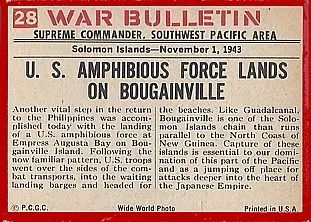 28 WAR BULLETIN
SUPREME COMMANDER, SOUTHWEST PACIFIC AREA
Solomon Islands—November 1, 1943
U. S. AMPHIBIOUS FORCE LANDS
ON BOUGAINVILLE
Another vital step in the return
to the Philippines was accom-
plished today with the landing
of a U.S. amphibious force at
Empress Augusta Bay on Bou-
gainville Island. Following the
now familiar pattern, U.S. troops
went over the sides of the com-
bat transports, into the waiting
landing barges and headed for
the beaches. Like Guadalcanal,
Bougainville is one of the Solo-
mon Islands chain than runs
parallel to the North Coast of
New Guinea. Capture of these
islands is essential to our domi-
nation of this part of the Pacific
and as a jumping off place for
attacks deeper into the heart of
the Japanese Empire.
© P.C.G.C. Wide World Photo Printed in U.S.A